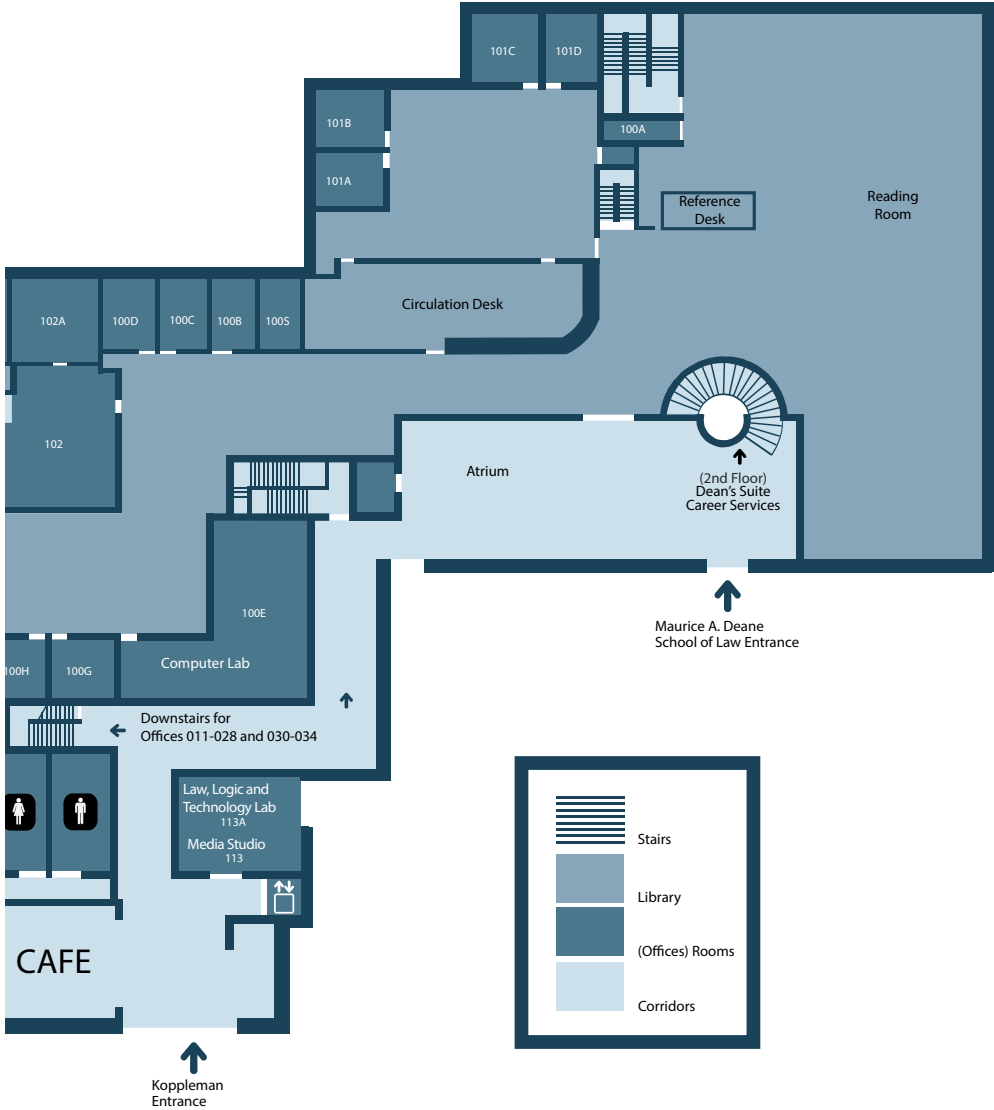 101C
101D
101B
100A
101A
Reference
Desk
Reading
Room
Circulation Desk
102A
100D
100C
100B
100S
102
Atrium
(2nd Floor)
Dean's Suite
Career Services
100E
Maurice A. Deane
School of Law Entrance
Computer Lab
100H
100G
Downstairs for
Offices 011-028 and 030-034
Law, Logic and
Technology Lab
113A
Media Studio
113
Stairs
Library
(Offices) Rooms
Corridors
CAFE
Koppleman
Entrance